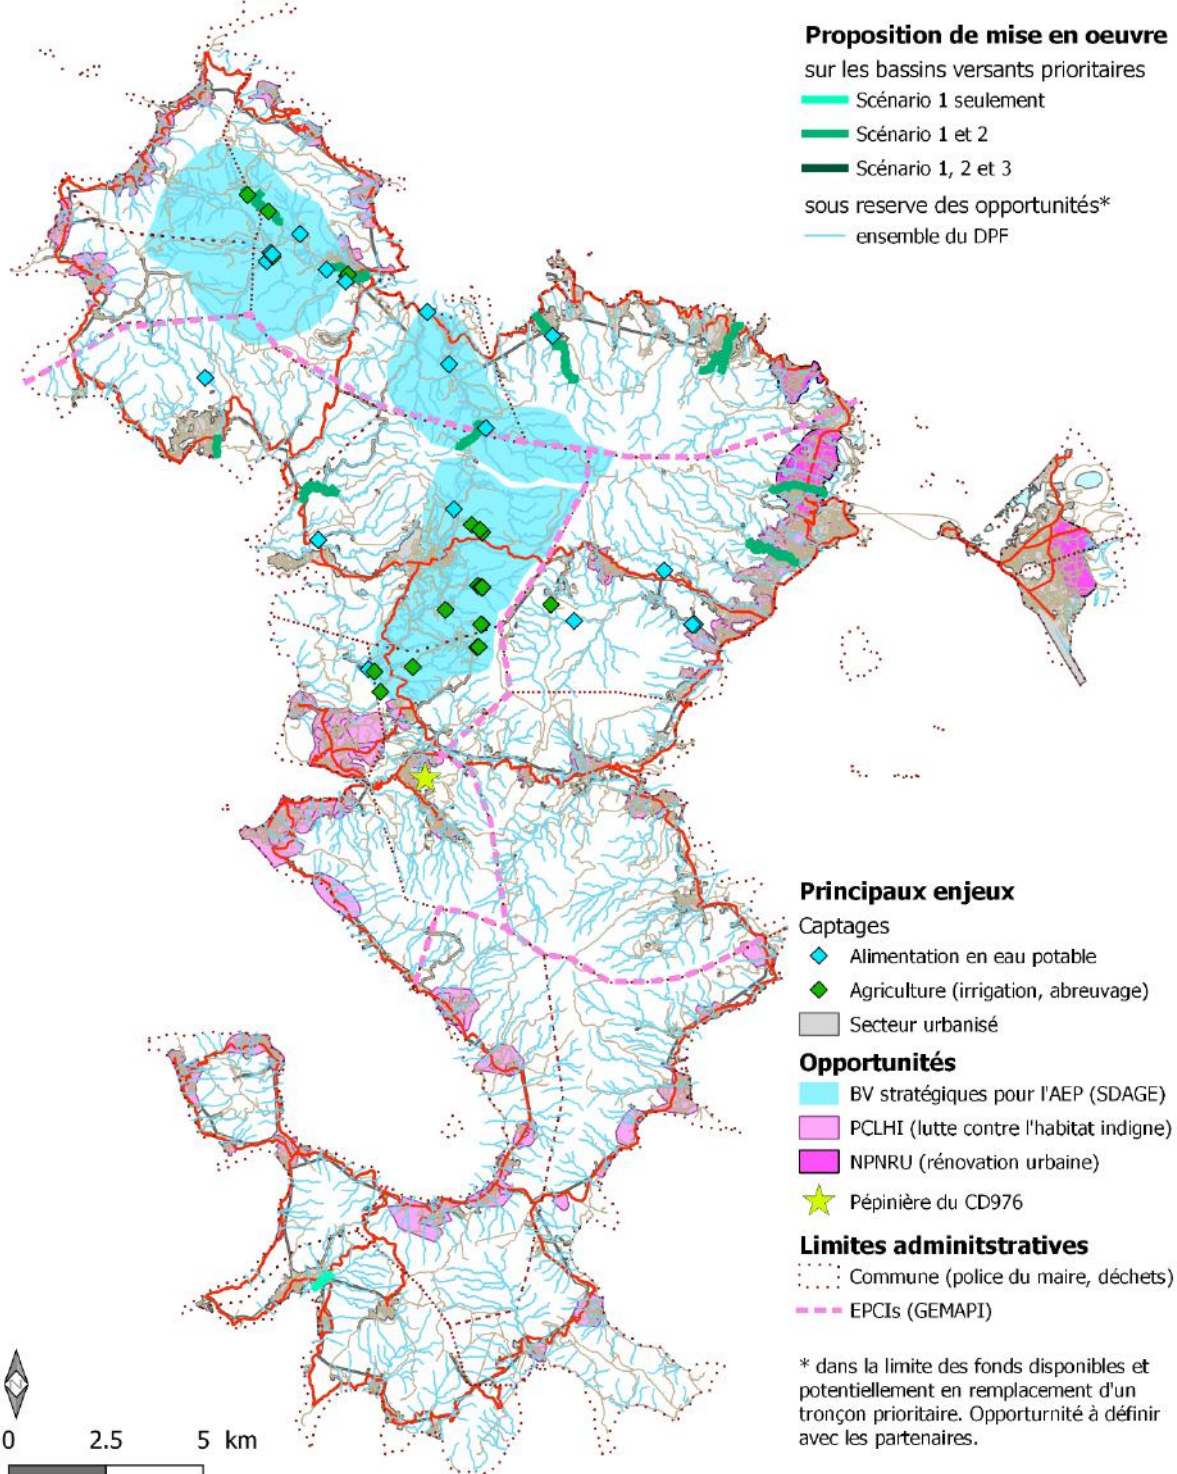 Proposition de mise en oeuvre
sur les bassins versants prioritaires
Scénario 1 seulement
Scénario 1 et 2
Scénario 1, 2 et 3
sous reserve des opportunités*
ensemble du DPF
Principaux enjeux
Captages
Alimentation en eau potable
Agriculture (irrigation, abreuvage)
Secteur urbanisé
Opportunités
BV stratégiques pour l'AEP (SDAGE)
PCLHI (lutte contre l'habitat indigne)
NPNRU (rénovation urbaine)
Pépinière du CD976
Limites adminitstratives
Commune (police du maire, déchets)
EPCIs (GEMAPI)
* dans la limite des fonds disponibles et
potentiellement en remplacement d'un
tronçon prioritaire. Opporturnité à définir
avec les partenaires.
0 2.5 5 km